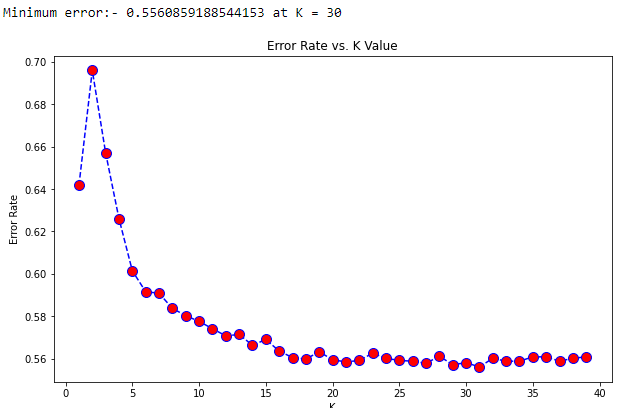 Minimum error:- 0.5560859188544153 at K = 30
Error Rate vs. K Value
0.70
0.68
0.66
0.64
0.62
0.60
0.58
0.56
Error Rate
0 5 10 15 20 25 30 35 40
K